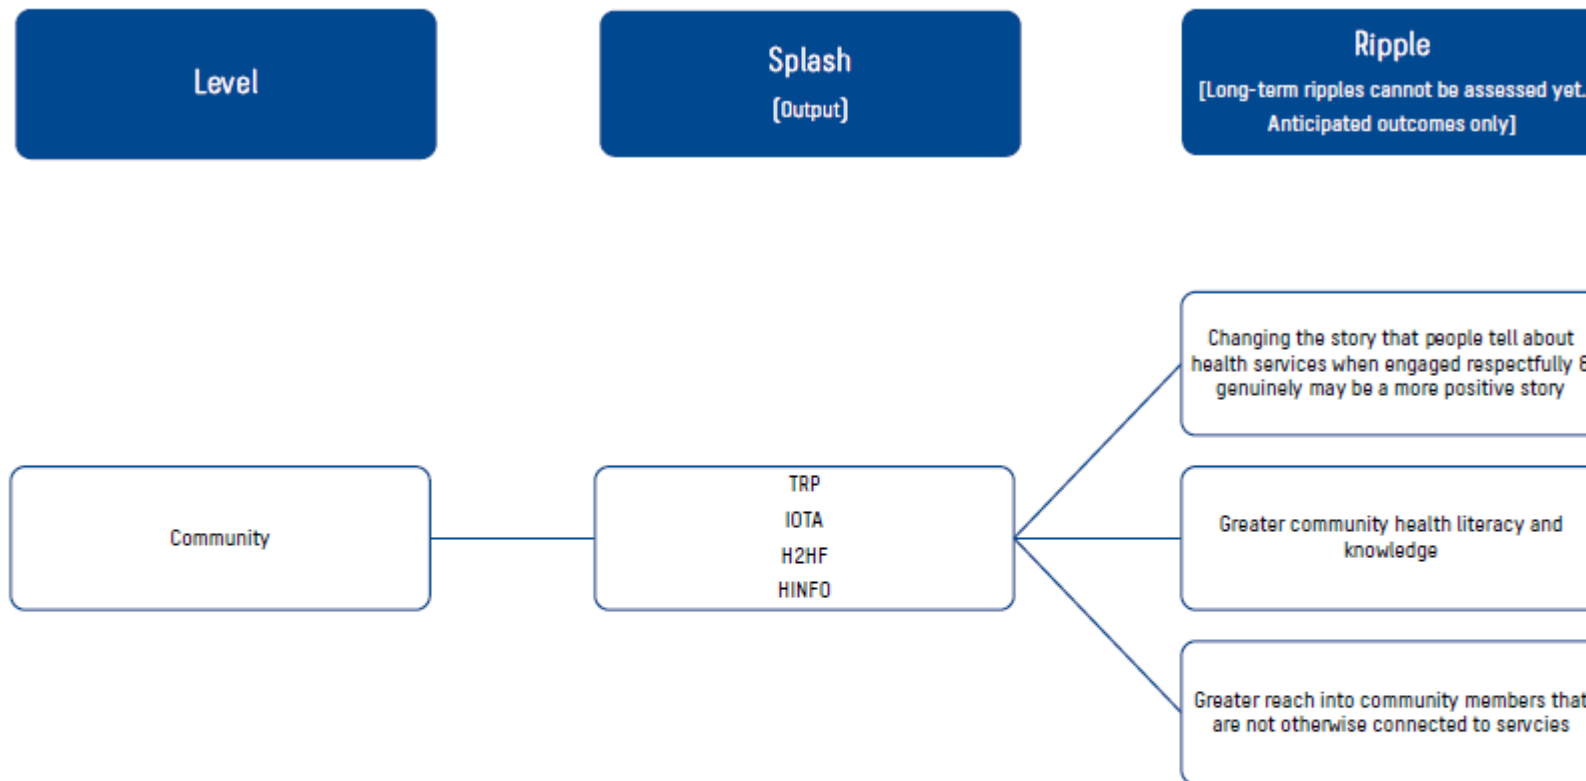 Level
Splash
(Output)
Ripple
[Long-term ripples cannot be assessed yet.
Anticipated outcomes only]
Changing the story that people tell about
health services when engaged respectfully &
genuinely may be a more positive story
Community
TRP
IOTA
H2HF
HINFO
Greater community health literacy and
knowledge
Greater reach into community members that
are not otherwise connected to servcies